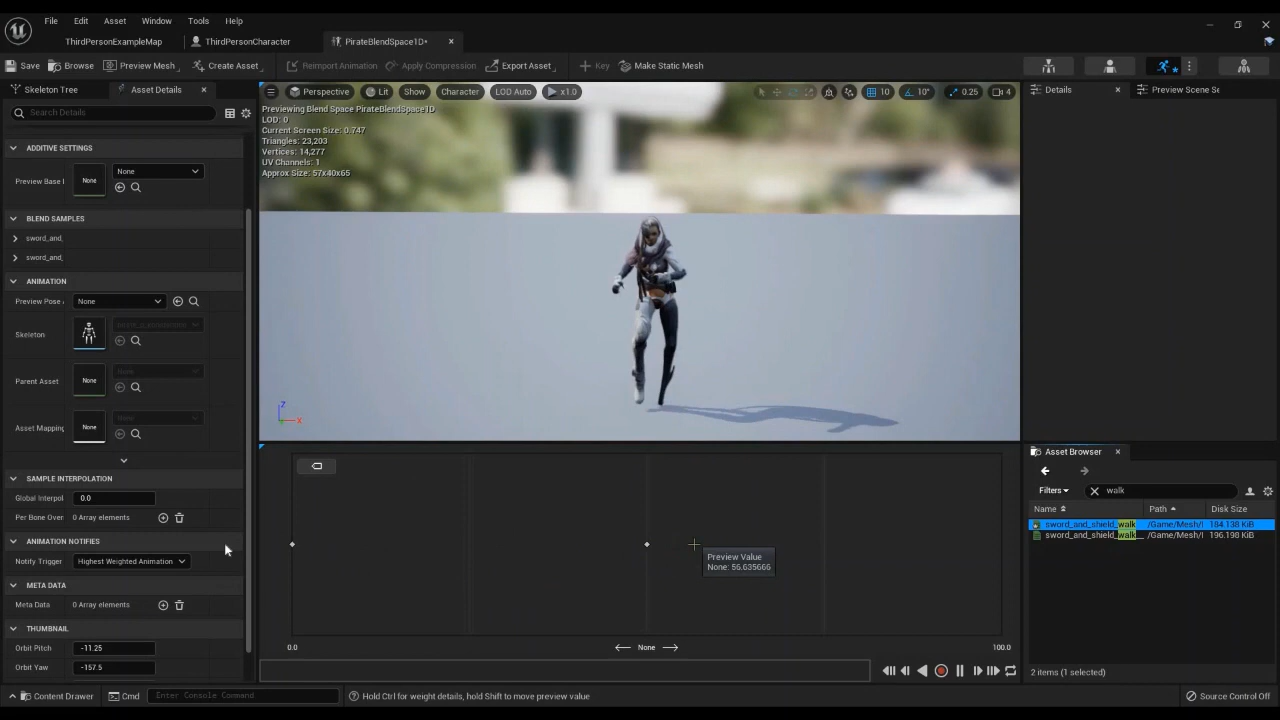 File Edit Asset Window Tools Help
ThirdPersonExampleMap ThirdPersonCharacter PirateBlendSpace1D*
Save Browse Preview Mesh Create Asset Reimport Animation Apply Compression Export Asset Key Make Static Mesh
Skeleton Tree Asset Details
Search Details
ADDITIVE SETTINGS
Preview Base None None
BLEND SAMPLES
sword_and_
sword_and_
ANIMATION
Preview Pose None
Skeleton
Parent Asset None None
Asset Mapping None None
SAMPLE INTERPOLATION
Global Interpol 0.0
Per Bone Over 0 Array elements
ANIMATION NOTIFIES
Notify Trigger Highest Weighted Animation
META DATA
Meta Data 0 Array elements
THUMBNAIL
Orbit Pitch -11.25
Orbit Yaw -157.5
Perspective Lit Show Character LOD Auto x1.0 10 10° 0.25 4
Previewing Blend Space PirateBlendSpace1D
LOD: 0
Current Screen Size: 0.747
Triangles: 23,203
Vertices: 14,277
UV Channels: 1
Approx Size: 57x40x65
Z
X
Preview Value
None: 56.635666
0.0 None 100.0
Details Preview Scene Se
Asset Browser
Filters walk
Name Path Disk Size
sword_and_shield_walk /Game/Mesh/ 184.138 KiB
sword_and_shield_walk_ /Game/Mesh/ 196.198 KiB
2 items (1 selected)
Content Drawer Cmd Enter Console Command Hold Ctrl for weight details, hold Shift to move preview value Source Control Off